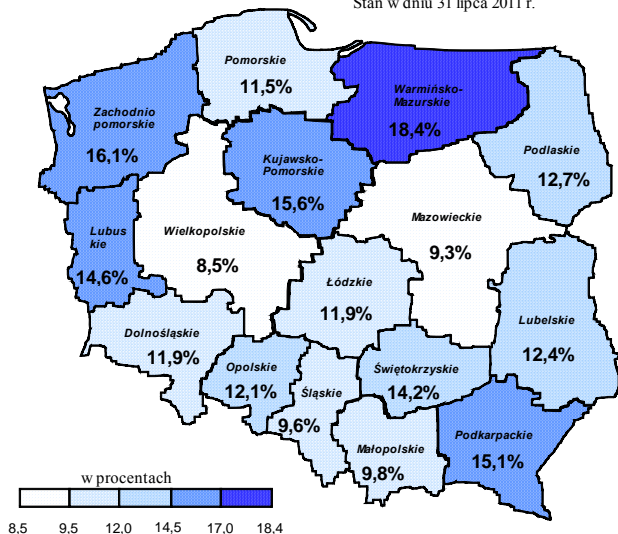 Stan w dniu 31 lipca 2011 r.
Pomorskie
11,5%
Warmińsko-
Mazurskie
18,4%
Zachodnio
pomorskie
16,1%
Kujawsko-
Pomorskie
15,6%
Podlaskie
12,7%
Lubus
kie
14,6%
Wielkopolskie
8,5%
Mazowieckie
9,3%
Łódzkie
11,9%
Lubelskie
12,4%
Dolnośląskie
11,9%
Opolskie
12,1%
Śląskie
9,6%
Świętokrzyskie
14,2%
Małopolskie
9,8%
Podkarpackie
15,1%
w procentach
8,5 9,5 12,0 14,5 17,0 18,4